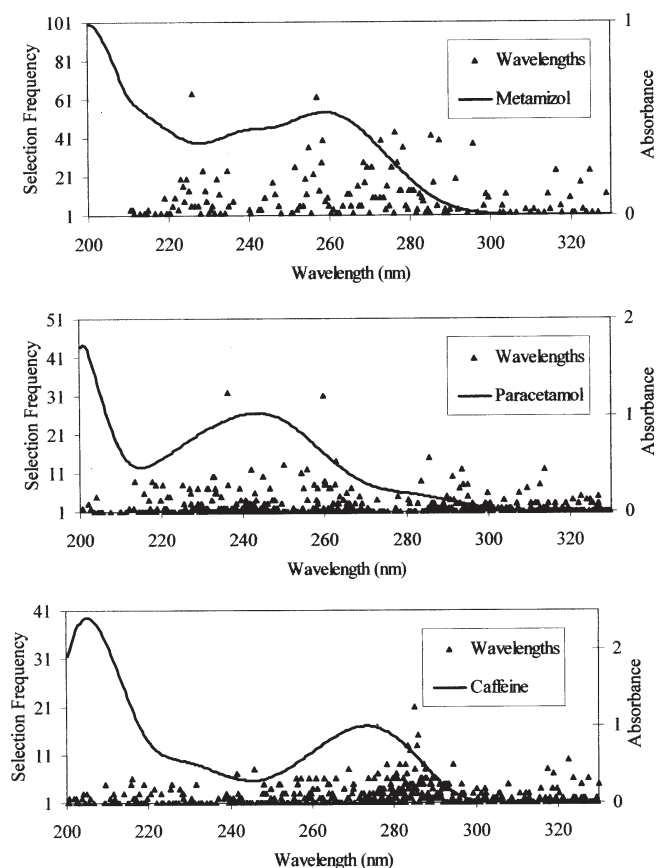 Selection Frequency
101
81
61
41
21
1
1
0
Absorbance
Wavelengths
Metamizol
200 220 240 260 280 300 320
Wavelength (nm)
Selection Frequency
51
41
31
21
11
1
2
1
0
Absorbance
Wavelengths
Paracetamol
200 220 240 260 280 300 320
Wavelength (nm)
Selection Frequency
41
31
21
11
1
2
1
0
Absorbance
Wavelengths
Caffeine
200 220 240 260 280 300 320
Wavelength (nm)